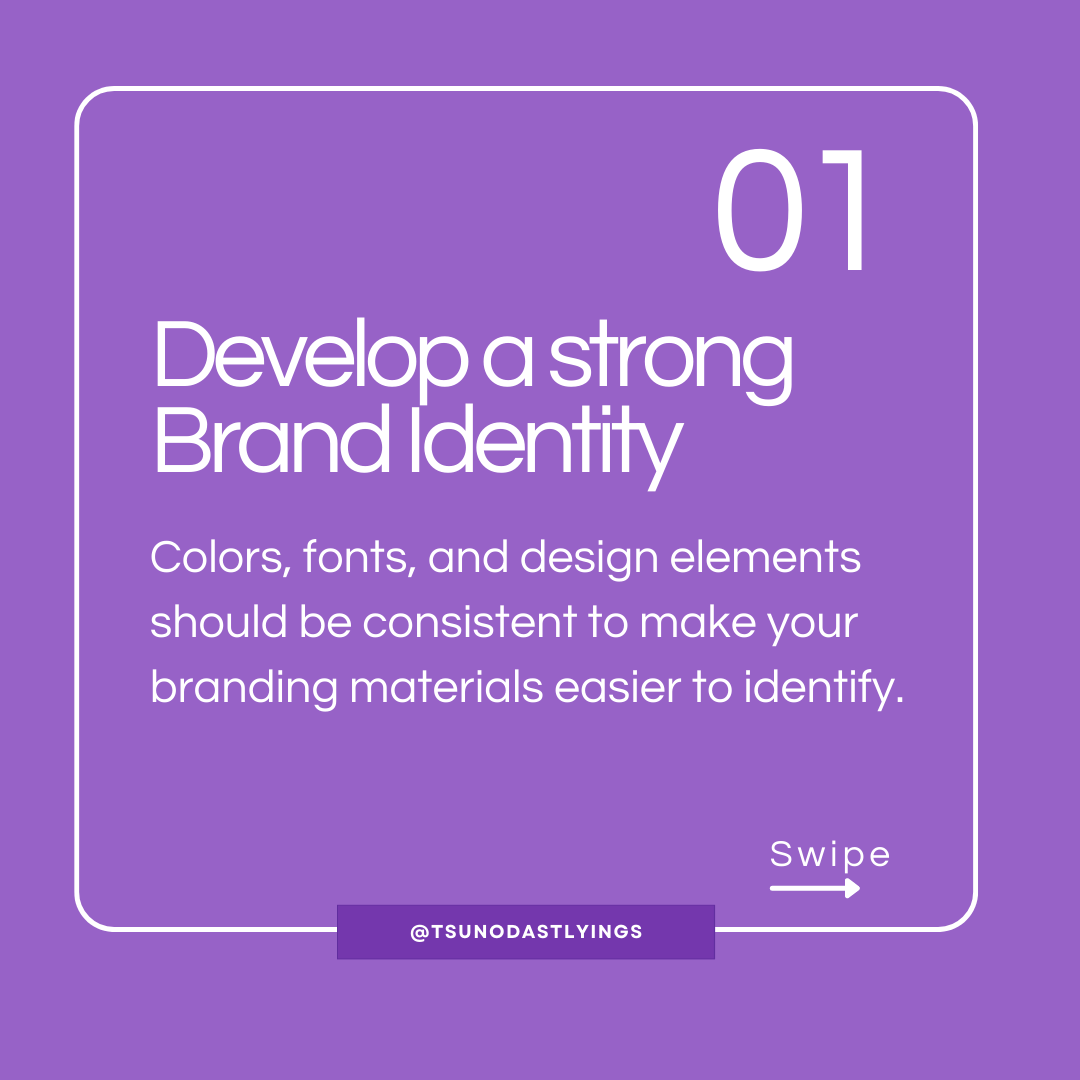 01
Develop a strong
Brand Identity
Colors, fonts, and design elements
should be consistent to make your
branding materials easier to identify.
Swipe
@TSUNODASTLYINGS